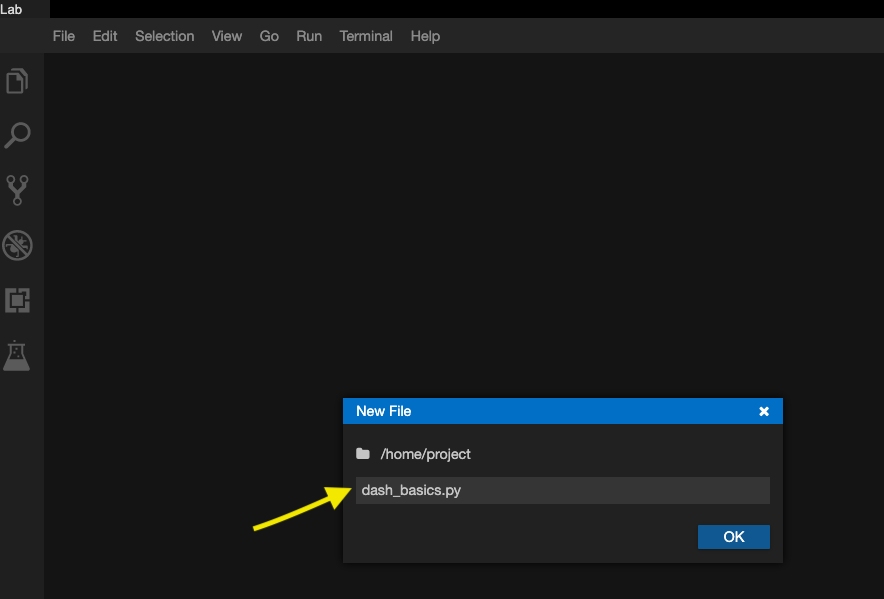 Lab
File Edit Selection View Go Run Terminal Help
New File
/home/project
dash_basics.py
OK